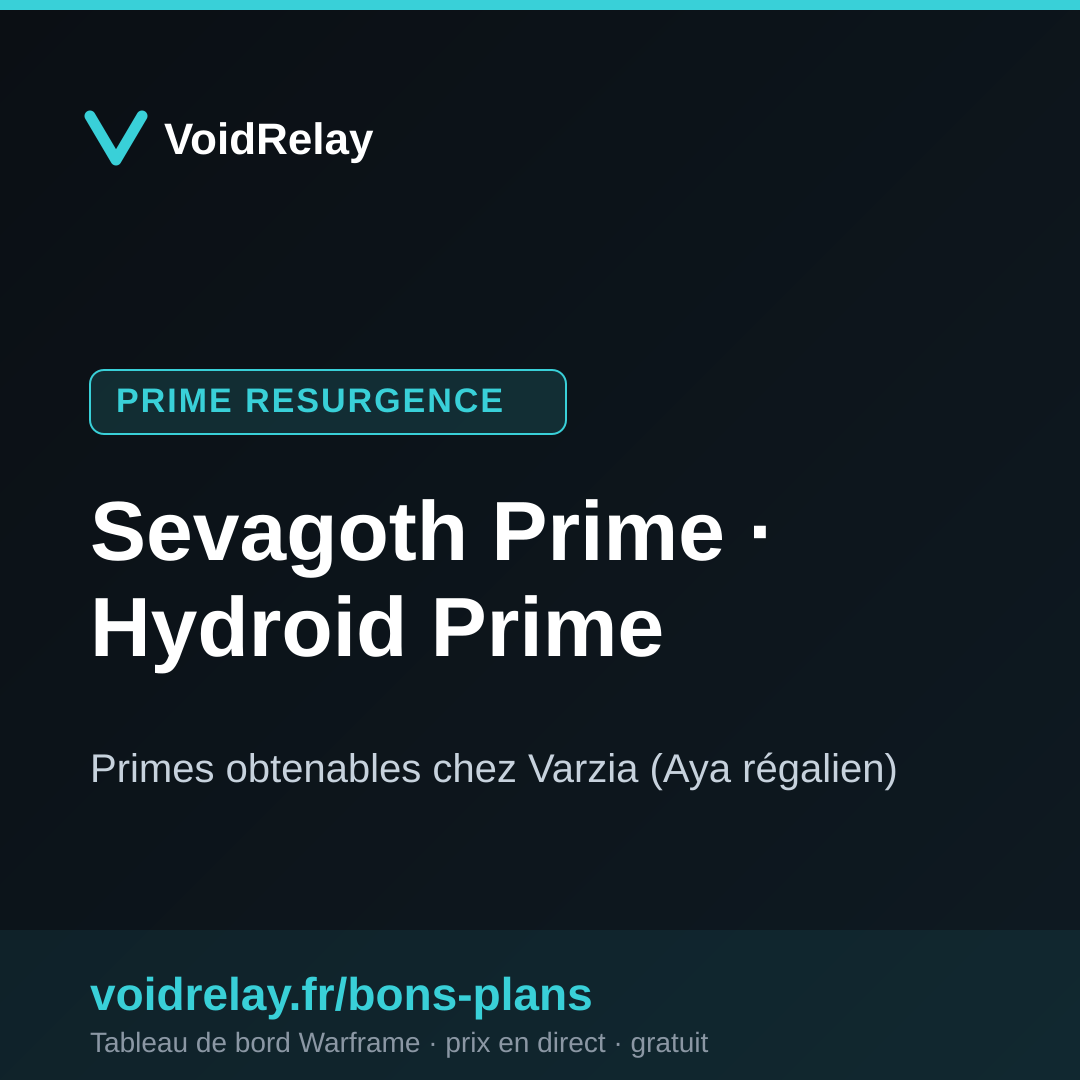 VoidRelay
PRIME RESURGENCE
Sevagoth Prime ·
Hydroid Prime
Primes obtenables chez Varzia (Aya régalien)
voidrelay.fr/bons-plans
Tableau de bord Warframe · prix en direct · gratuit